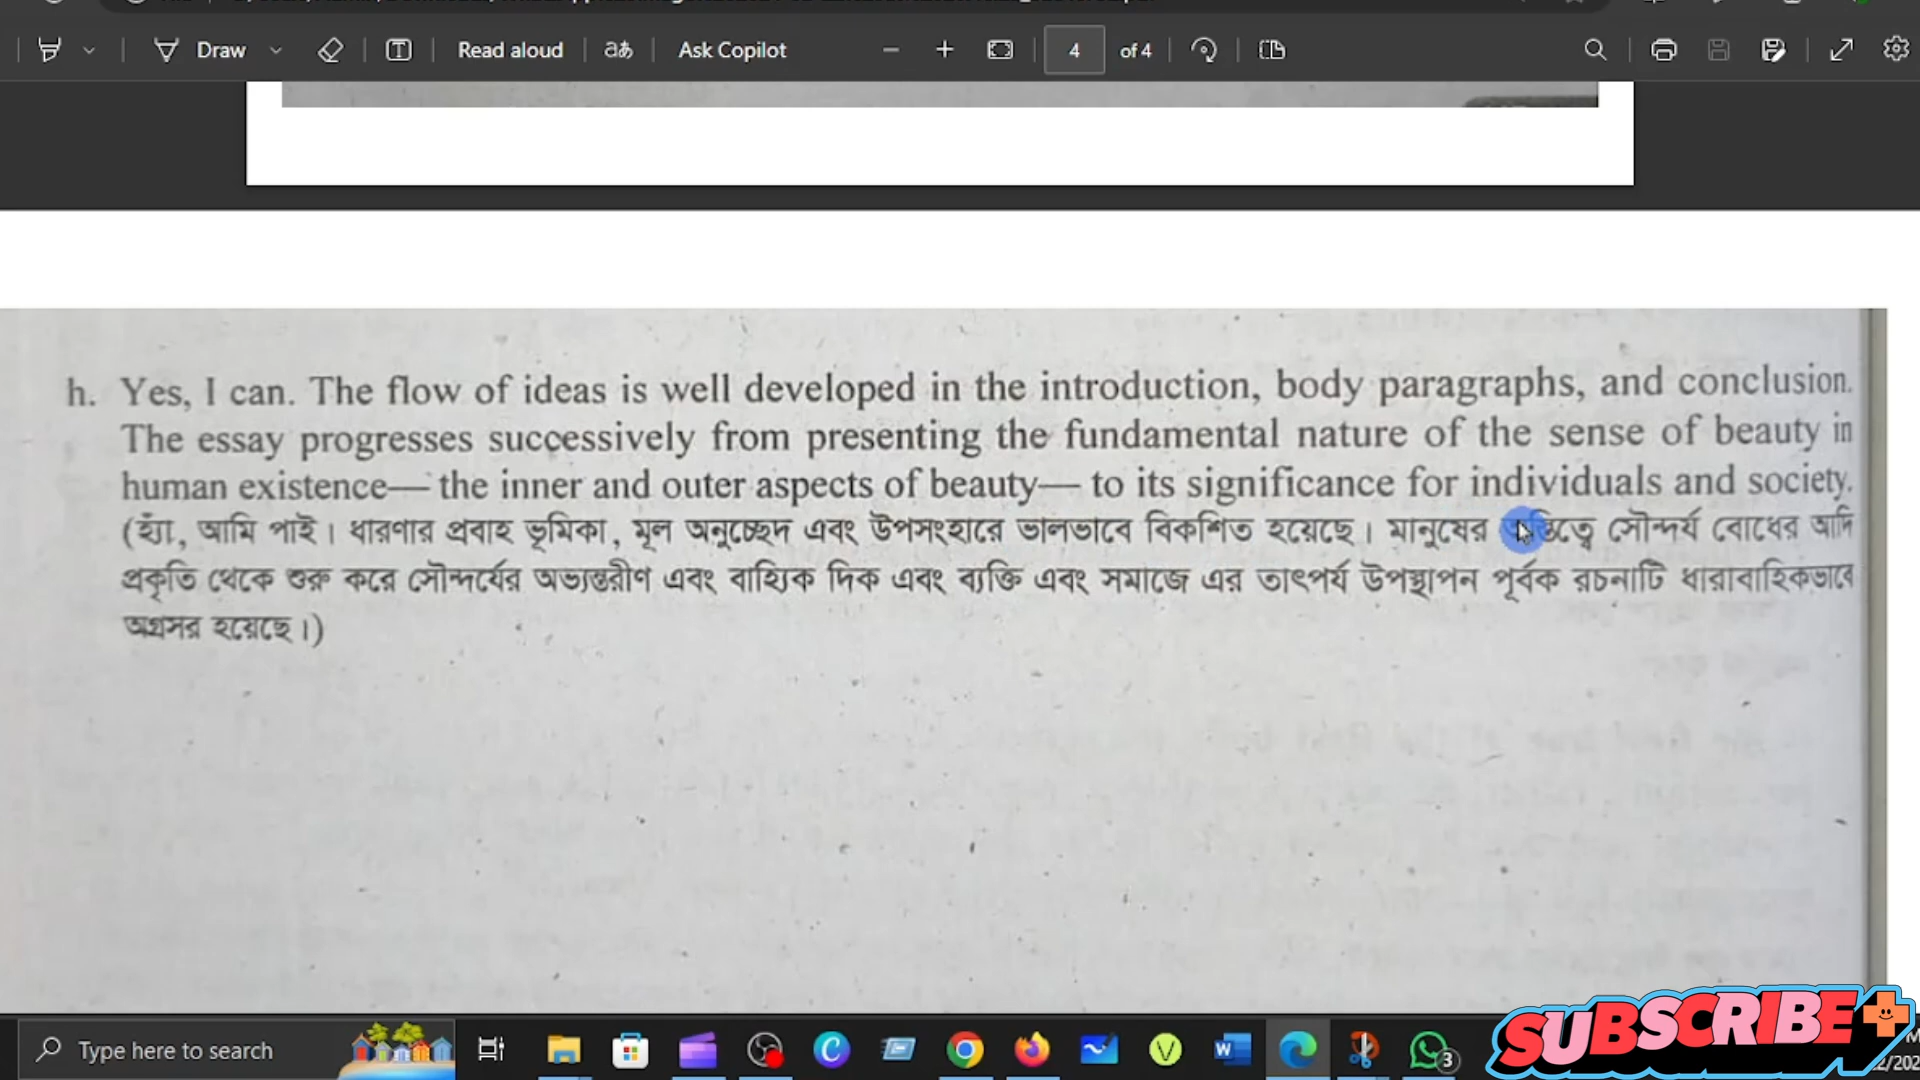 Draw
Read aloud
aあ
Ask Copilot
4
of 4
h. Yes, I can. The flow of ideas is well developed in the introduction, body paragraphs, and conclusion.
The essay progresses successively from presenting the fundamental nature of the sense of beauty in
human existence— the inner and outer aspects of beauty— to its significance for individuals and society.
(হ্যাঁ, আমি পাই। ধারণার প্রবাহ ভূমিকা, মূল অনুচ্ছেদ এবং উপসংহারে ভালভাবে বিকশিত হয়েছে। মানুষের সৌন্দর্য বোধের আদি
প্রকৃতি থেকে শুরু করে সৌন্দর্যের অভ্যন্তরীণ এবং বাহ্যিক দিক এবং ব্যক্তি এবং সমাজে এর তাৎপর্য উপস্থাপন পূর্বক রচনাটি ধারাবাহিকভাবে
অগ্রসর হয়েছে।)
Type here to search
3
SUBSCRIBE